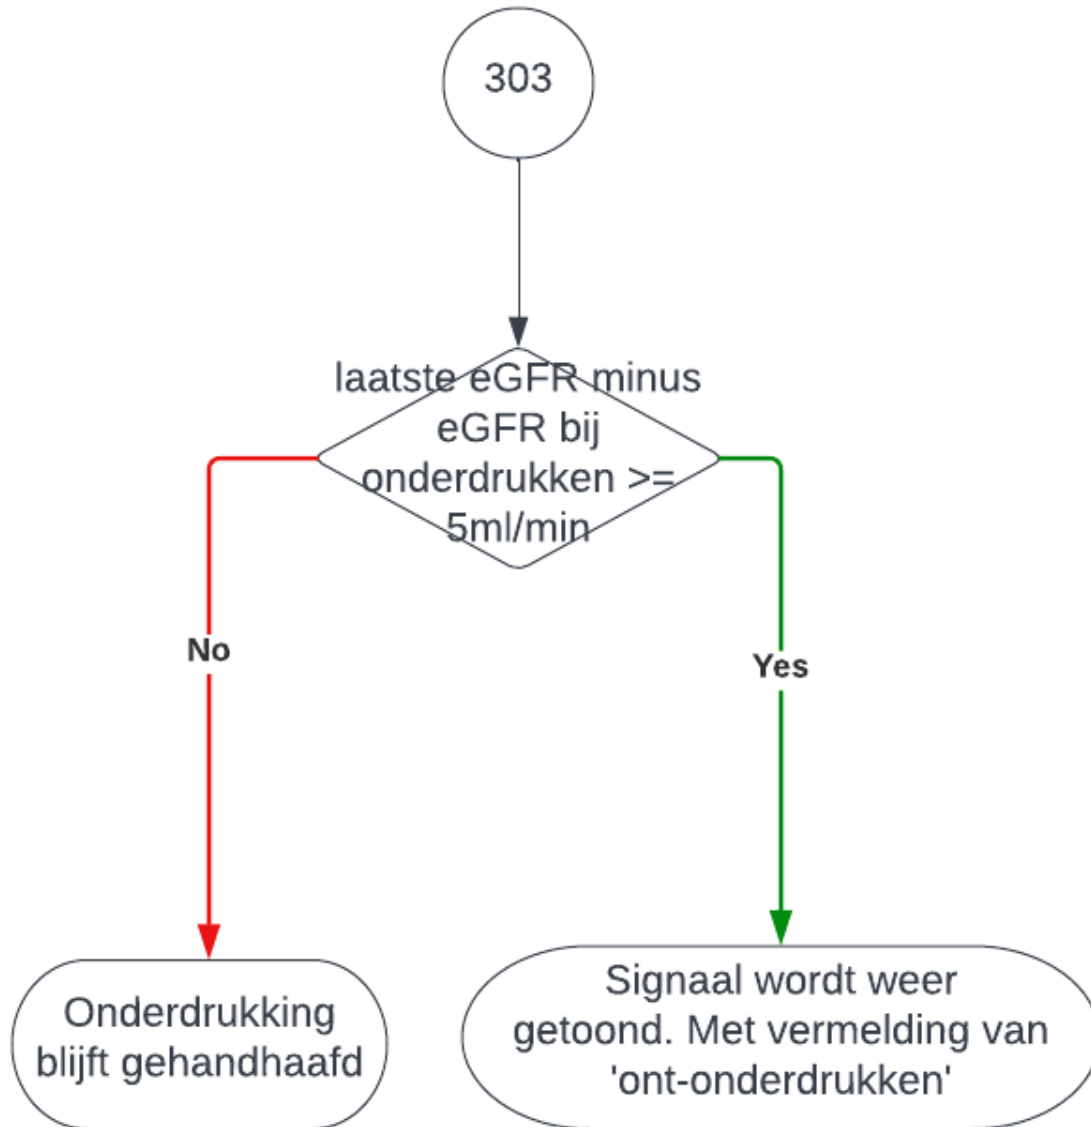 303
laatste eGFR minus
eGFR bij
onderdrukken >=
5ml/min
No
Yes
Onderdrukking
blijft gehandhaafd
Signaal wordt weer
getoond. Met vermelding van
'ont-onderdrukken'